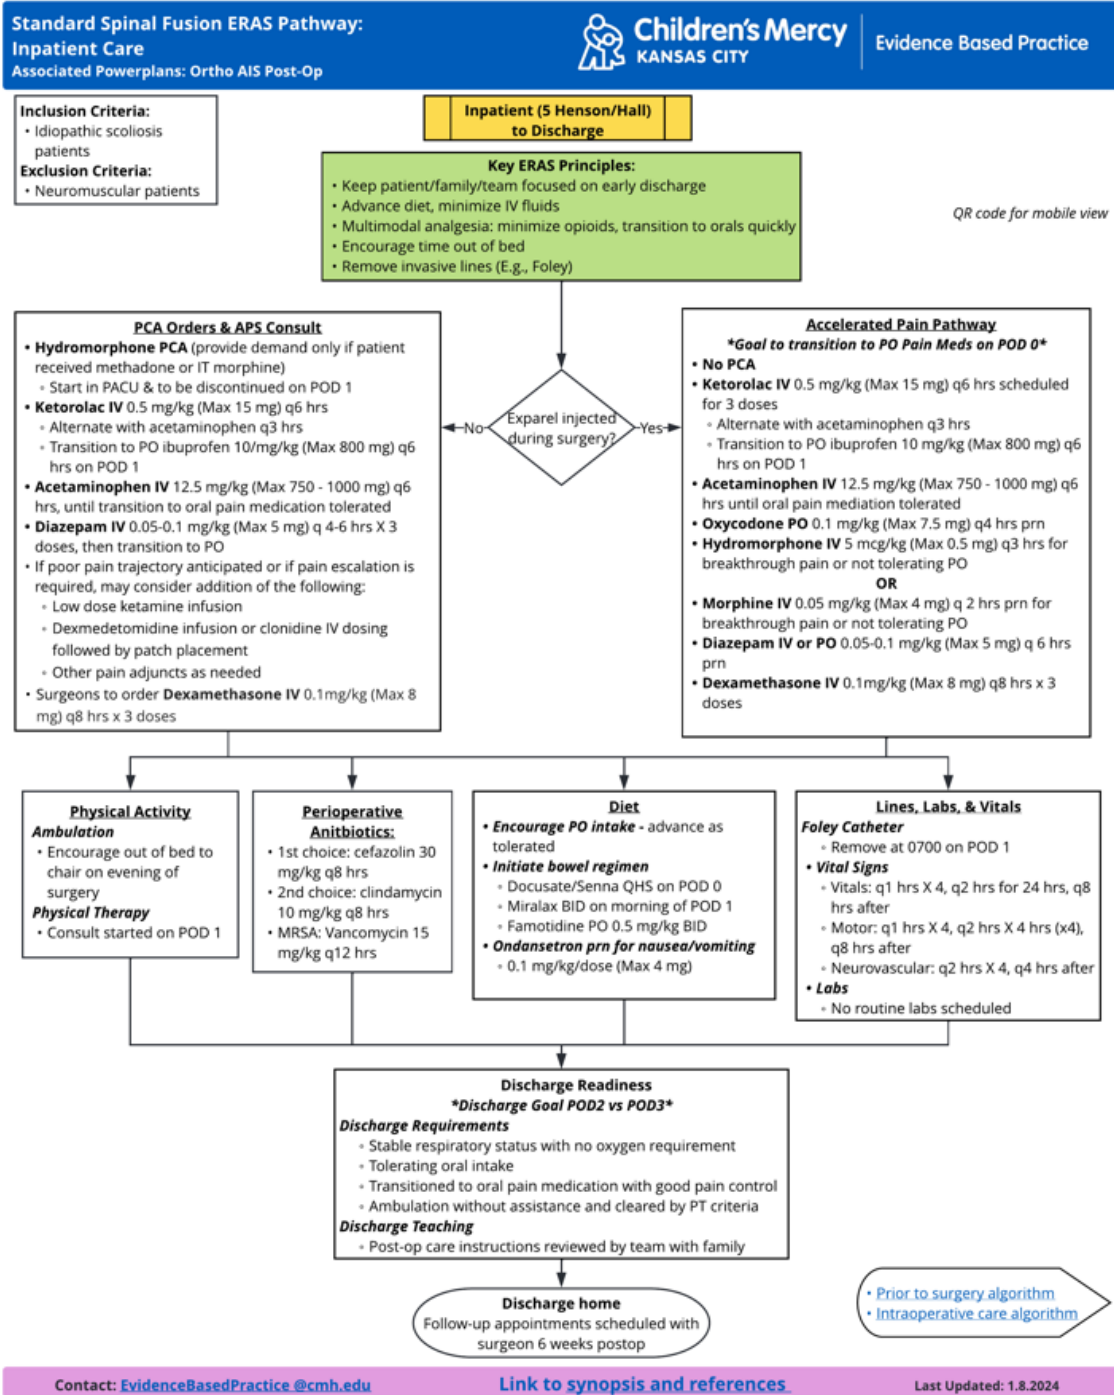 Standard Spinal Fusion ERAS Pathway:
Inpatient Care
Associated Powerplans: Ortho AIS Post-Op
Children's Mercy
KANSAS CITY
Evidence Based Practice
Inclusion Criteria:
• Idiopathic scoliosis
patients
Exclusion Criteria:
• Neuromuscular patients
Inpatient (5 Henson/Hall)
to Discharge
Key ERAS Principles:
• Keep patient/family/team focused on early discharge
• Advance diet, minimize IV fluids
• Multimodal analgesia: minimize opioids, transition to orals quickly
• Encourage time out of bed
• Remove invasive lines (E.g., Foley)
QR code for mobile view
PCA Orders & APS Consult
• Hydromorphone PCA (provide demand only if patient
received methadone or IT morphine)
◦ Start in PACU & to be discontinued on POD 1
• Ketorolac IV 0.5 mg/kg (Max 15 mg) q6 hrs
◦ Alternate with acetaminophen q3 hrs
◦ Transition to PO ibuprofen 10/mg/kg (Max 800 mg) q6
hrs on POD 1
• Acetaminophen IV 12.5 mg/kg (Max 750 - 1000 mg) q6
hrs, until transition to oral pain medication tolerated
• Diazepam IV 0.05-0.1 mg/kg (Max 5 mg) q 4-6 hrs X 3
doses, then transition to PO
• If poor pain trajectory anticipated or if pain escalation is
required, may consider addition of the following:
◦ Low dose ketamine infusion
◦ Dexmedetomidine infusion or clonidine IV dosing
followed by patch placement
◦ Other pain adjuncts as needed
• Surgeons to order Dexamethasone IV 0.1mg/kg (Max 8
mg) q8 hrs x 3 doses
No
Exparel injected
during surgery?
Yes
Accelerated Pain Pathway
*Goal to transition to PO Pain Meds on POD 0*
• No PCA
• Ketorolac IV 0.5 mg/kg (Max 15 mg) q6 hrs scheduled
for 3 doses
◦ Alternate with acetaminophen q3 hrs
◦ Transition to PO ibuprofen 10 mg/kg (Max 800 mg) q6
hrs on POD 1
• Acetaminophen IV 12.5 mg/kg (Max 750 - 1000 mg) q6
hrs until oral pain mediation tolerated
• Oxycodone PO 0.1 mg/kg (Max 7.5 mg) q4 hrs prn
• Hydromorphone IV 5 mcg/kg (Max 0.5 mg) q3 hrs for
breakthrough pain or not tolerating PO
OR
• Morphine IV 0.05 mg/kg (Max 4 mg) q 2 hrs prn for
breakthrough pain or not tolerating PO
• Diazepam IV or PO 0.05-0.1 mg/kg (Max 5 mg) q 6 hrs
prn
• Dexamethasone IV 0.1mg/kg (Max 8 mg) q8 hrs x 3
doses
Physical Activity
Ambulation
• Encourage out of bed to
chair on evening of
surgery
Physical Therapy
• Consult started on POD 1
Perioperative
Anitbiotics:
• 1st choice: cefazolin 30
mg/kg q8 hrs
• 2nd choice: clindamycin
10 mg/kg q8 hrs
• MRSA: Vancomycin 15
mg/kg q12 hrs
Diet
• Encourage PO intake - advance as
tolerated
• Initiate bowel regimen
◦ Docusate/Senna QHS on POD 0
◦ Miralax BID on morning of POD 1
◦ Famotidine PO 0.5 mg/kg BID
• Ondansetron prn for nausea/vomiting
◦ 0.1 mg/kg/dose (Max 4 mg)
Lines, Labs, & Vitals
Foley Catheter
◦ Remove at 0700 on POD 1
• Vital Signs
◦ Vitals: q1 hrs X 4, q2 hrs for 24 hrs, q8
hrs after
◦ Motor: q1 hrs X 4, q2 hrs X 4 hrs (x4),
q8 hrs after
◦ Neurovascular: q2 hrs X 4, q4 hrs after
• Labs
◦ No routine labs scheduled
Discharge Readiness
*Discharge Goal POD2 vs POD3*
Discharge Requirements
◦ Stable respiratory status with no oxygen requirement
◦ Tolerating oral intake
◦ Transitioned to oral pain medication with good pain control
◦ Ambulation without assistance and cleared by PT criteria
Discharge Teaching
◦ Post-op care instructions reviewed by team with family
Discharge home
Follow-up appointments scheduled with
surgeon 6 weeks postop
• Prior to surgery algorithm
• Intraoperative care algorithm
Contact: EvidenceBasedPractice @cmh.edu
Link to synopsis and references
Last Updated: 1.8.2024